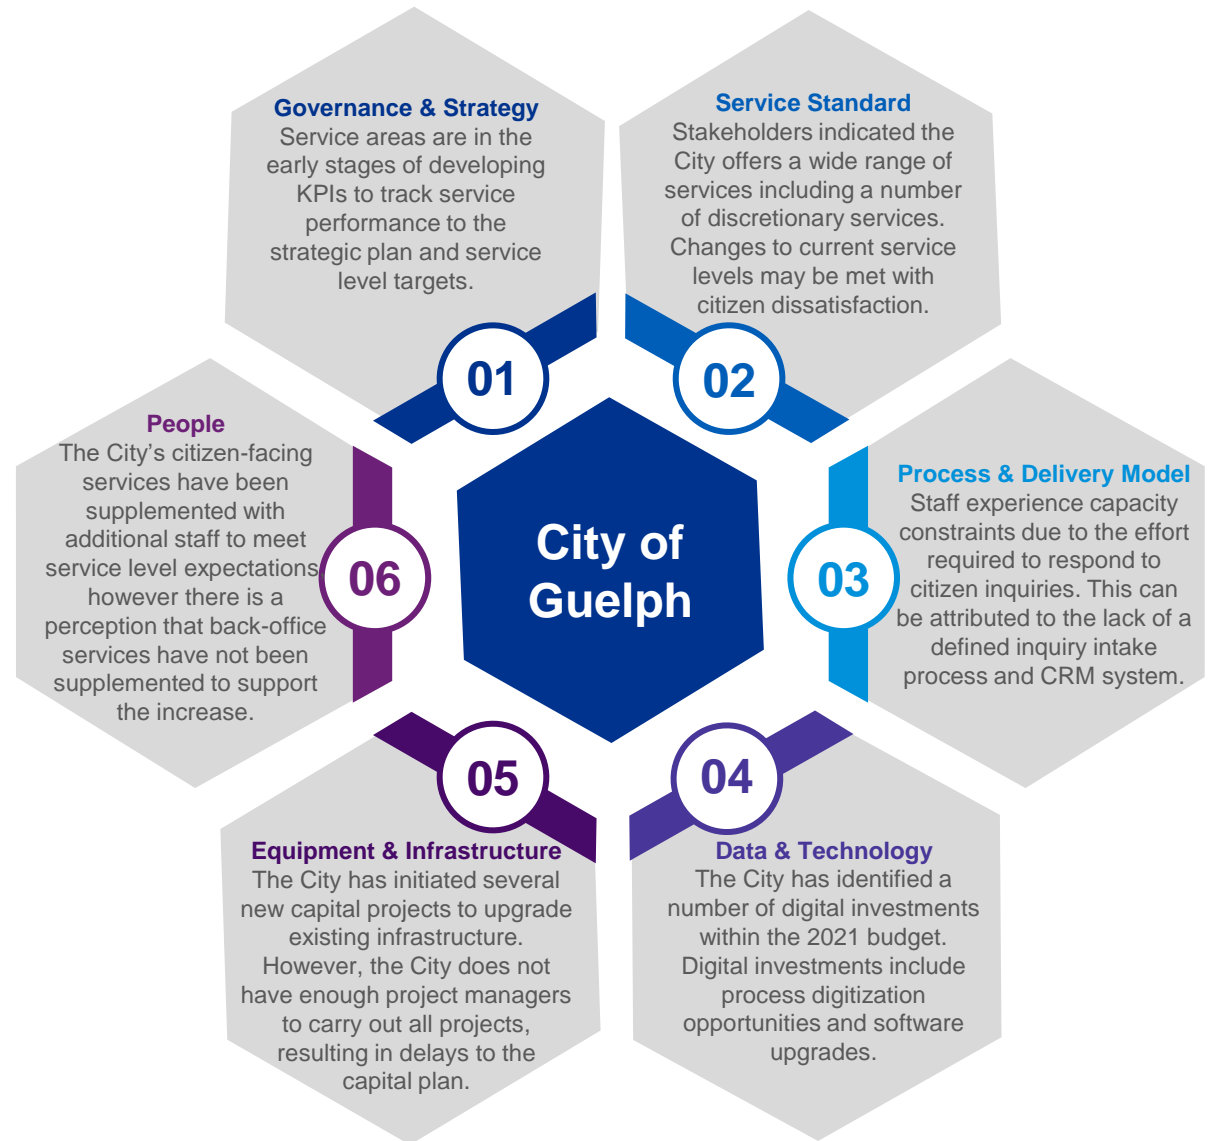 Governance & Strategy
Service areas are in the
early stages of developing
KPIs to track service
performance to the
strategic plan and service
level targets.
01
Service Standard
Stakeholders indicated the
City offers a wide range of
services including a number
of discretionary services.
Changes to current service
levels may be met with
citizen dissatisfaction.
02
Process & Delivery Model
Staff experience capacity
constraints due to the effort
required to respond to
citizen inquiries. This can
be attributed to the lack of a
defined inquiry intake
process and CRM system.
03
Data & Technology
The City has identified a
number of digital investments
within the 2021 budget.
Digital investments include
process digitization
opportunities and software
upgrades.
04
Equipment & Infrastructure
The City has initiated several
new capital projects to upgrade
existing infrastructure.
However, the City does not
have enough project managers
to carry out all projects,
resulting in delays to the
capital plan.
05
People
The City’s citizen-facing
services have been
supplemented with
additional staff to meet
service level expectations
however there is a
perception that back-office
services have not been
supplemented to support
the increase.
06
City of
Guelph